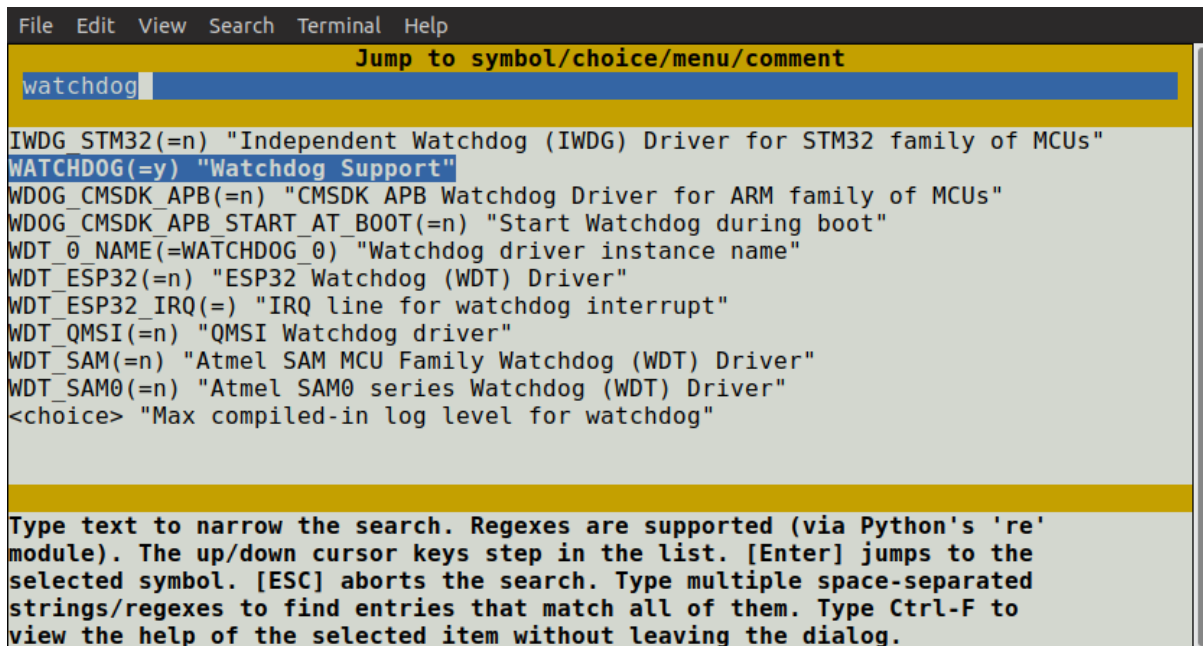 File Edit View Search Terminal Help
Jump to symbol/choice/menu/comment
watchdog
IWDG_STM32(=n) "Independent Watchdog (IWDG) Driver for STM32 family of MCUs"
WATCHDOG(=y) "Watchdog Support"
WDOG_CMSDK_APB(=n) "CMSDK APB Watchdog Driver for ARM family of MCUs"
WDOG_CMSDK_APB_START_AT_BOOT(=n) "Start Watchdog during boot"
WDT_0_NAME(=WATCHDOG_0) "Watchdog driver instance name"
WDT_ESP32(=n) "ESP32 Watchdog (WDT) Driver"
WDT_ESP32_IRQ(=) "IRQ line for watchdog interrupt"
WDT_QMSI(=n) "QMSI Watchdog driver"
WDT_SAM(=n) "Atmel SAM MCU Family Watchdog (WDT) Driver"
WDT_SAM0(=n) "Atmel SAM0 series Watchdog (WDT) Driver"
<choice> "Max compiled-in log level for watchdog"
Type text to narrow the search. Regexes are supported (via Python's 're'
module). The up/down cursor keys step in the list. [Enter] jumps to the
selected symbol. [ESC] aborts the search. Type multiple space-separated
strings/regexes to find entries that match all of them. Type Ctrl-F to
view the help of the selected item without leaving the dialog.